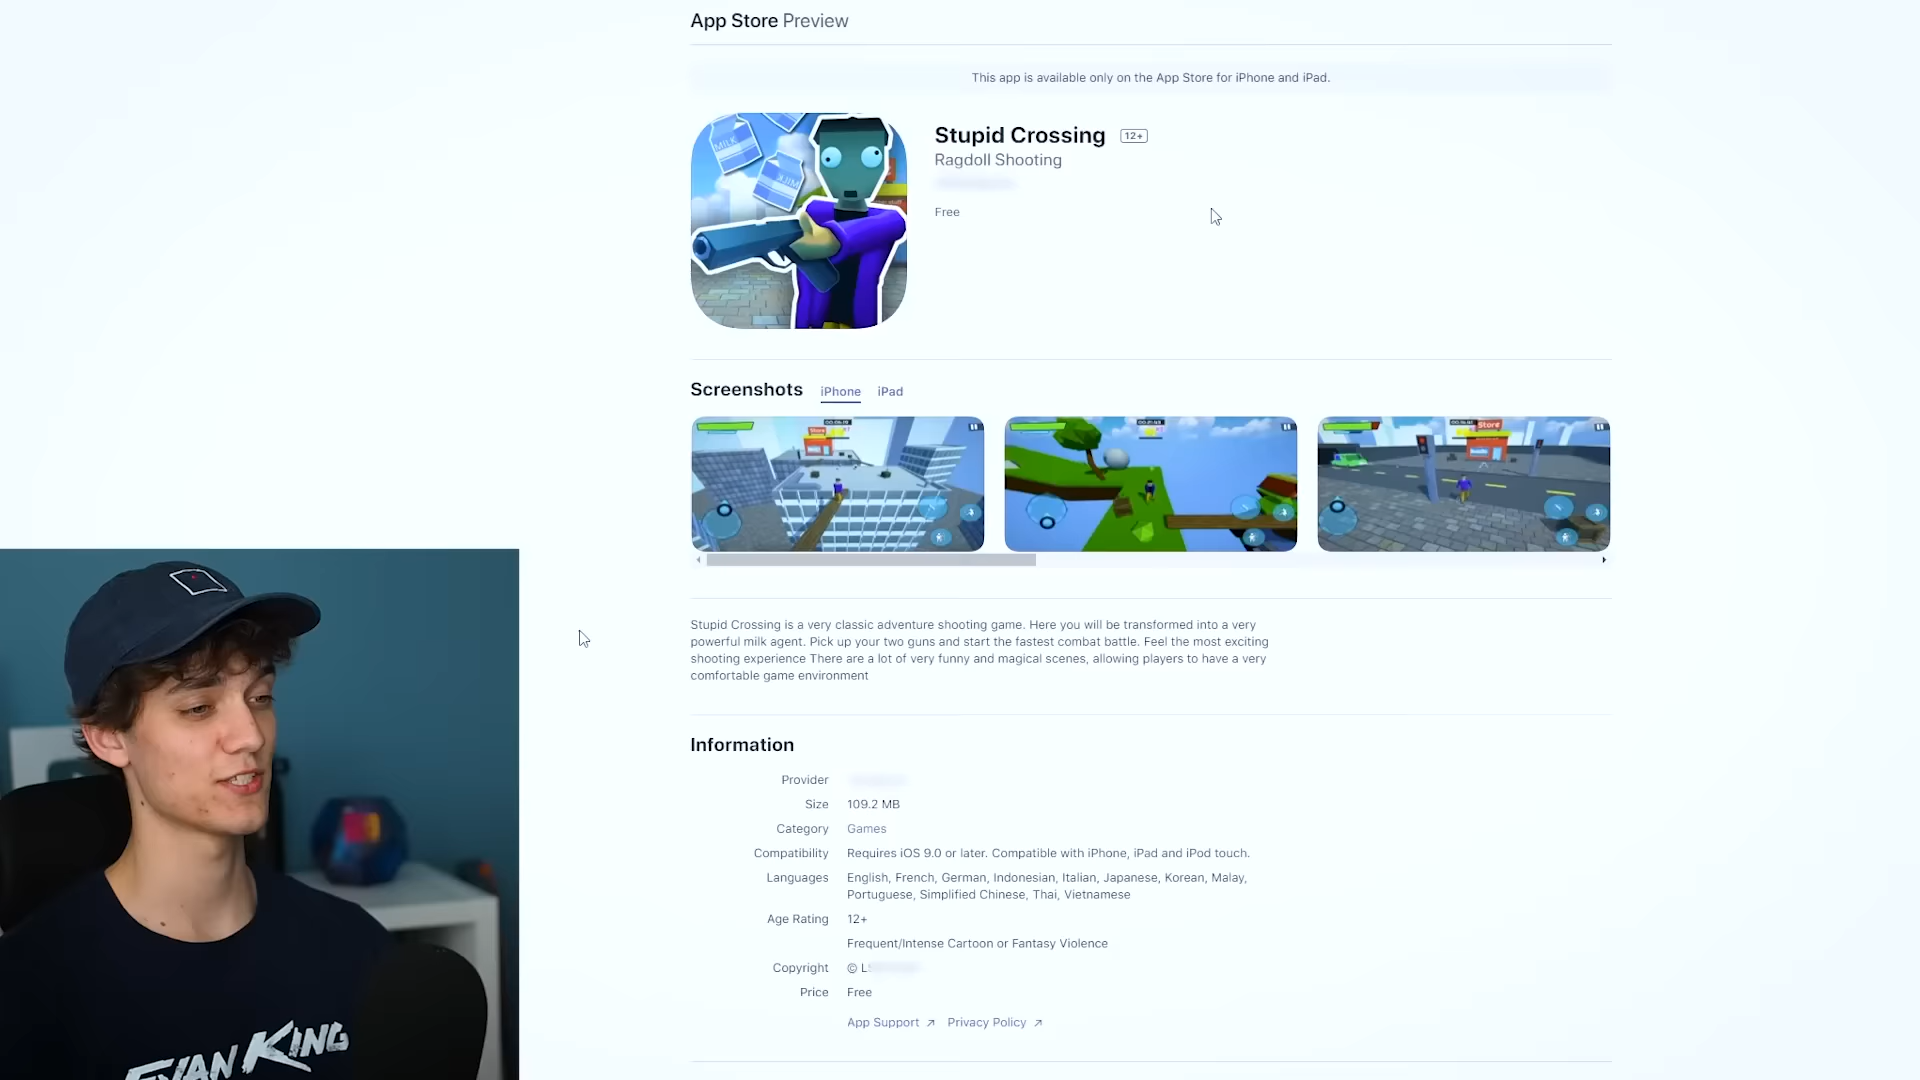 App Store Preview
This app is available only on the App Store for iPhone and iPad.
MILK
Stupid Crossing 12+
Ragdoll Shooting
Free
Screenshots iPhone iPad
Store
Store
Stupid Crossing is a very classic adventure shooting game. Here you will be transformed into a very
powerful milk agent. Pick up your two guns and start the fastest combat battle. Feel the most exciting
shooting experience There are a lot of very funny and magical scenes, allowing players to have a very
comfortable game environment
Information
Provider
Size 109.2 MB
Category Games
Compatibility Requires iOS 9.0 or later. Compatible with iPhone, iPad and iPod touch.
Languages English, French, German, Indonesian, Italian, Japanese, Korean, Malay,
Portuguese, Simplified Chinese, Thai, Vietnamese
Age Rating 12+
Frequent/Intense Cartoon or Fantasy Violence
Copyright ©
Price Free
App Support ↗ Privacy Policy ↗
EVAN KING